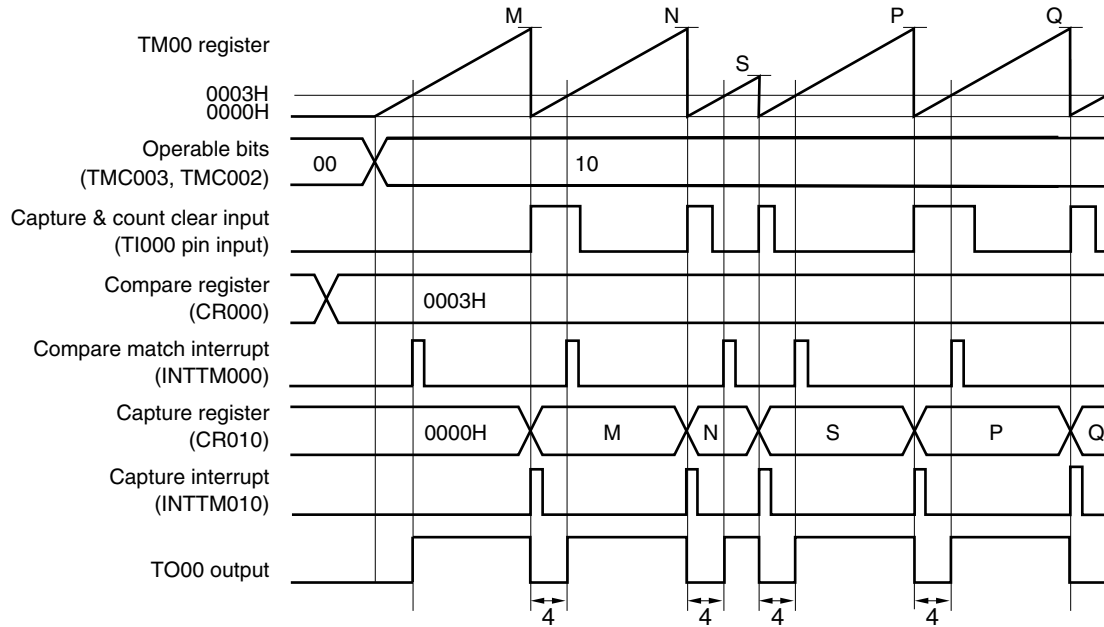 M N P Q
TM00 register
S
0003H
0000H
Operable bits
(TMC003, TMC002)
00 10
Capture & count clear input
(TI000 pin input)
Compare register
(CR000)
0003H
Compare match interrupt
(INTTM000)
Capture register
(CR010)
0000H M N S P Q
Capture interrupt
(INTTM010)
TO00 output
4 4 4 4